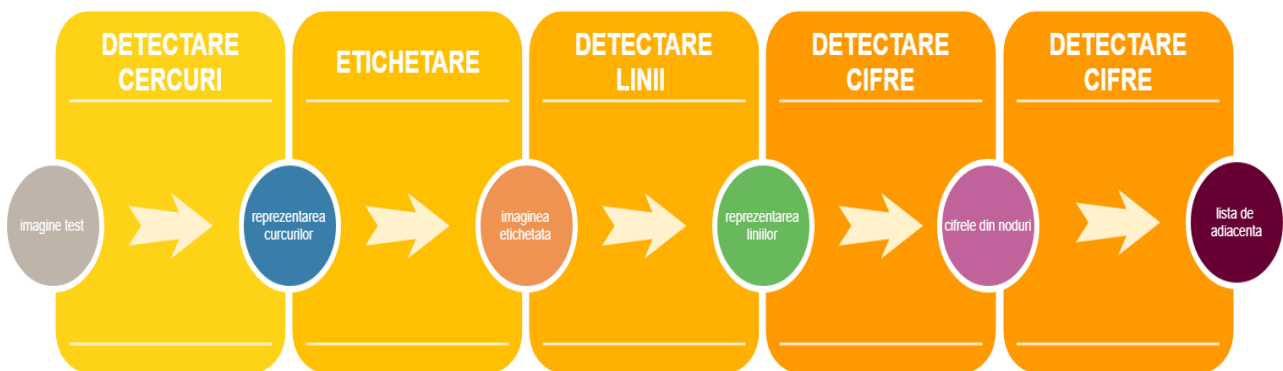 DETECTARE
CERCURI
ETICHETARE
DETECTARE
LINII
DETECTARE
CIFRE
DETECTARE
CIFRE
imagine test
reprezentarea
curcurilor
imaginea
etichetata
reprezentarea
liniilor
cifrele din noduri
lista de
adiacenta